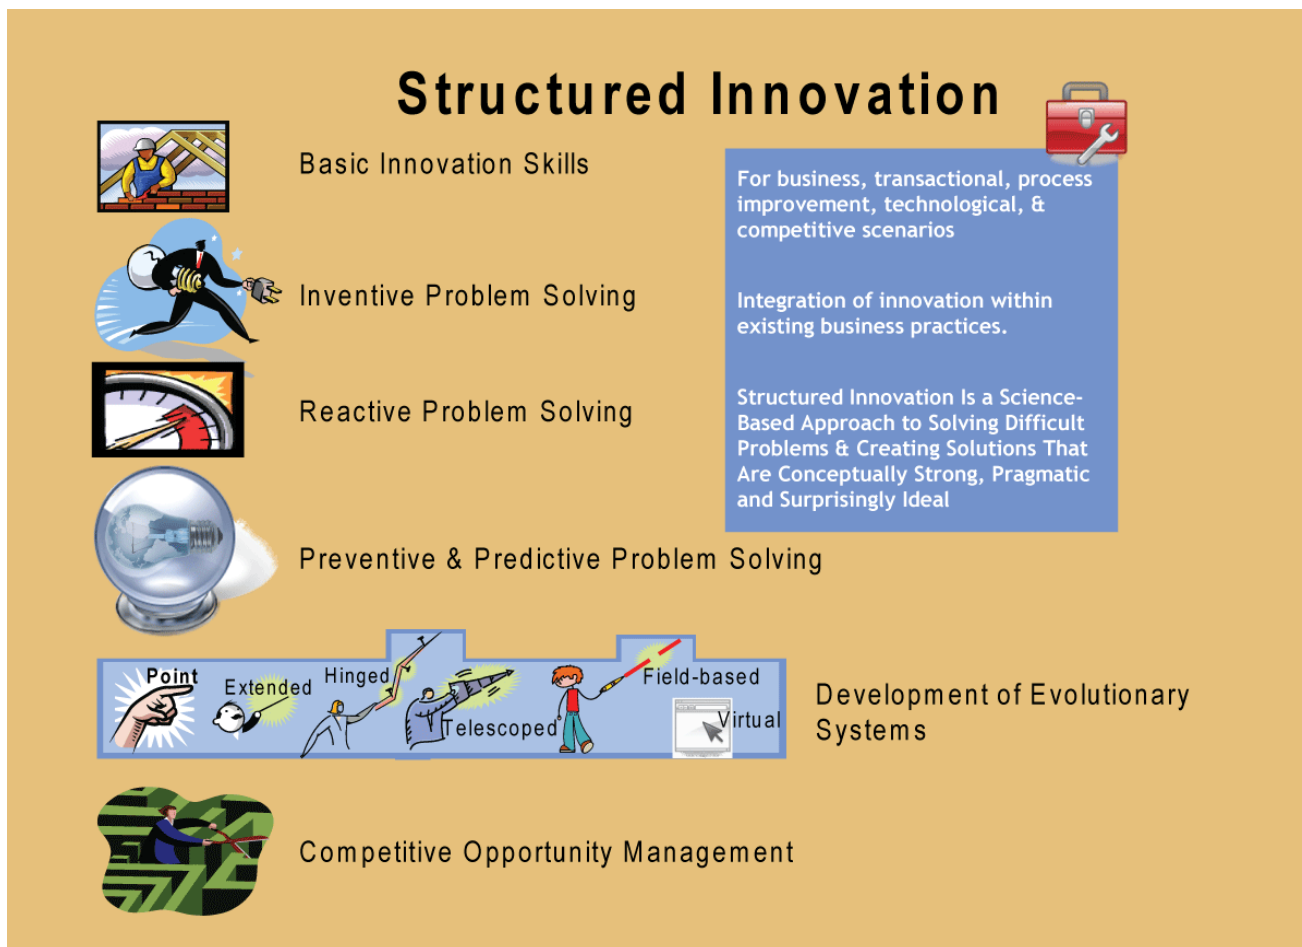 Structured Innovation
Basic Innovation Skills
For business, transactional, process
improvement, technological, &
competitive scenarios
Inventive Problem Solving
Integration of innovation within
existing business practices.
Reactive Problem Solving
Structured Innovation Is a Science-
Based Approach to Solving Difficult
Problems & Creating Solutions That
Are Conceptually Strong, Pragmatic
and Surprisingly Ideal
Preventive & Predictive Problem Solving
Point
Extended
Hinged
Telescoped
Field-based
Virtual
Development of Evolutionary
Systems
Competitive Opportunity Management